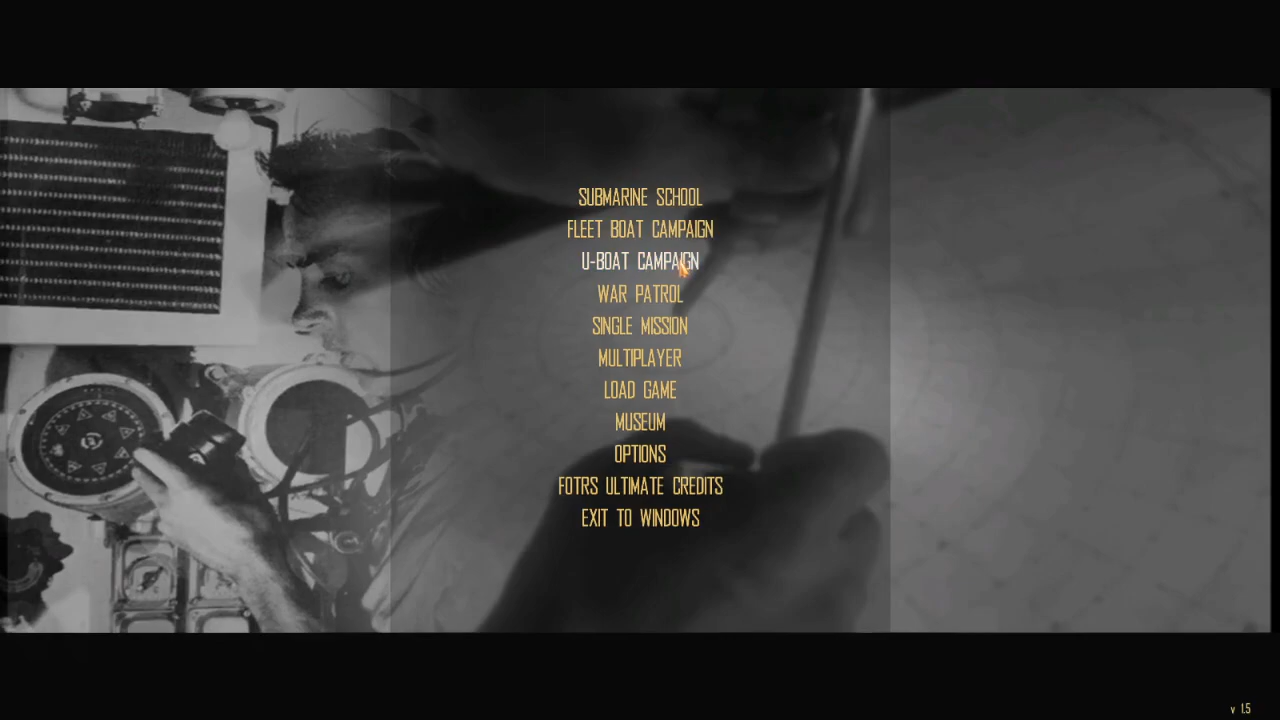 SUBMARINE SCHOOL
FLEET BOAT CAMPAIGN
U-BOAT CAMPAIGN
WAR PATROL
SINGLE MISSION
MULTIPLAYER
LOAD GAME
MUSEUM
OPTIONS
FOTRS ULTIMATE CREDITS
EXIT TO WINDOWS
v 1.5